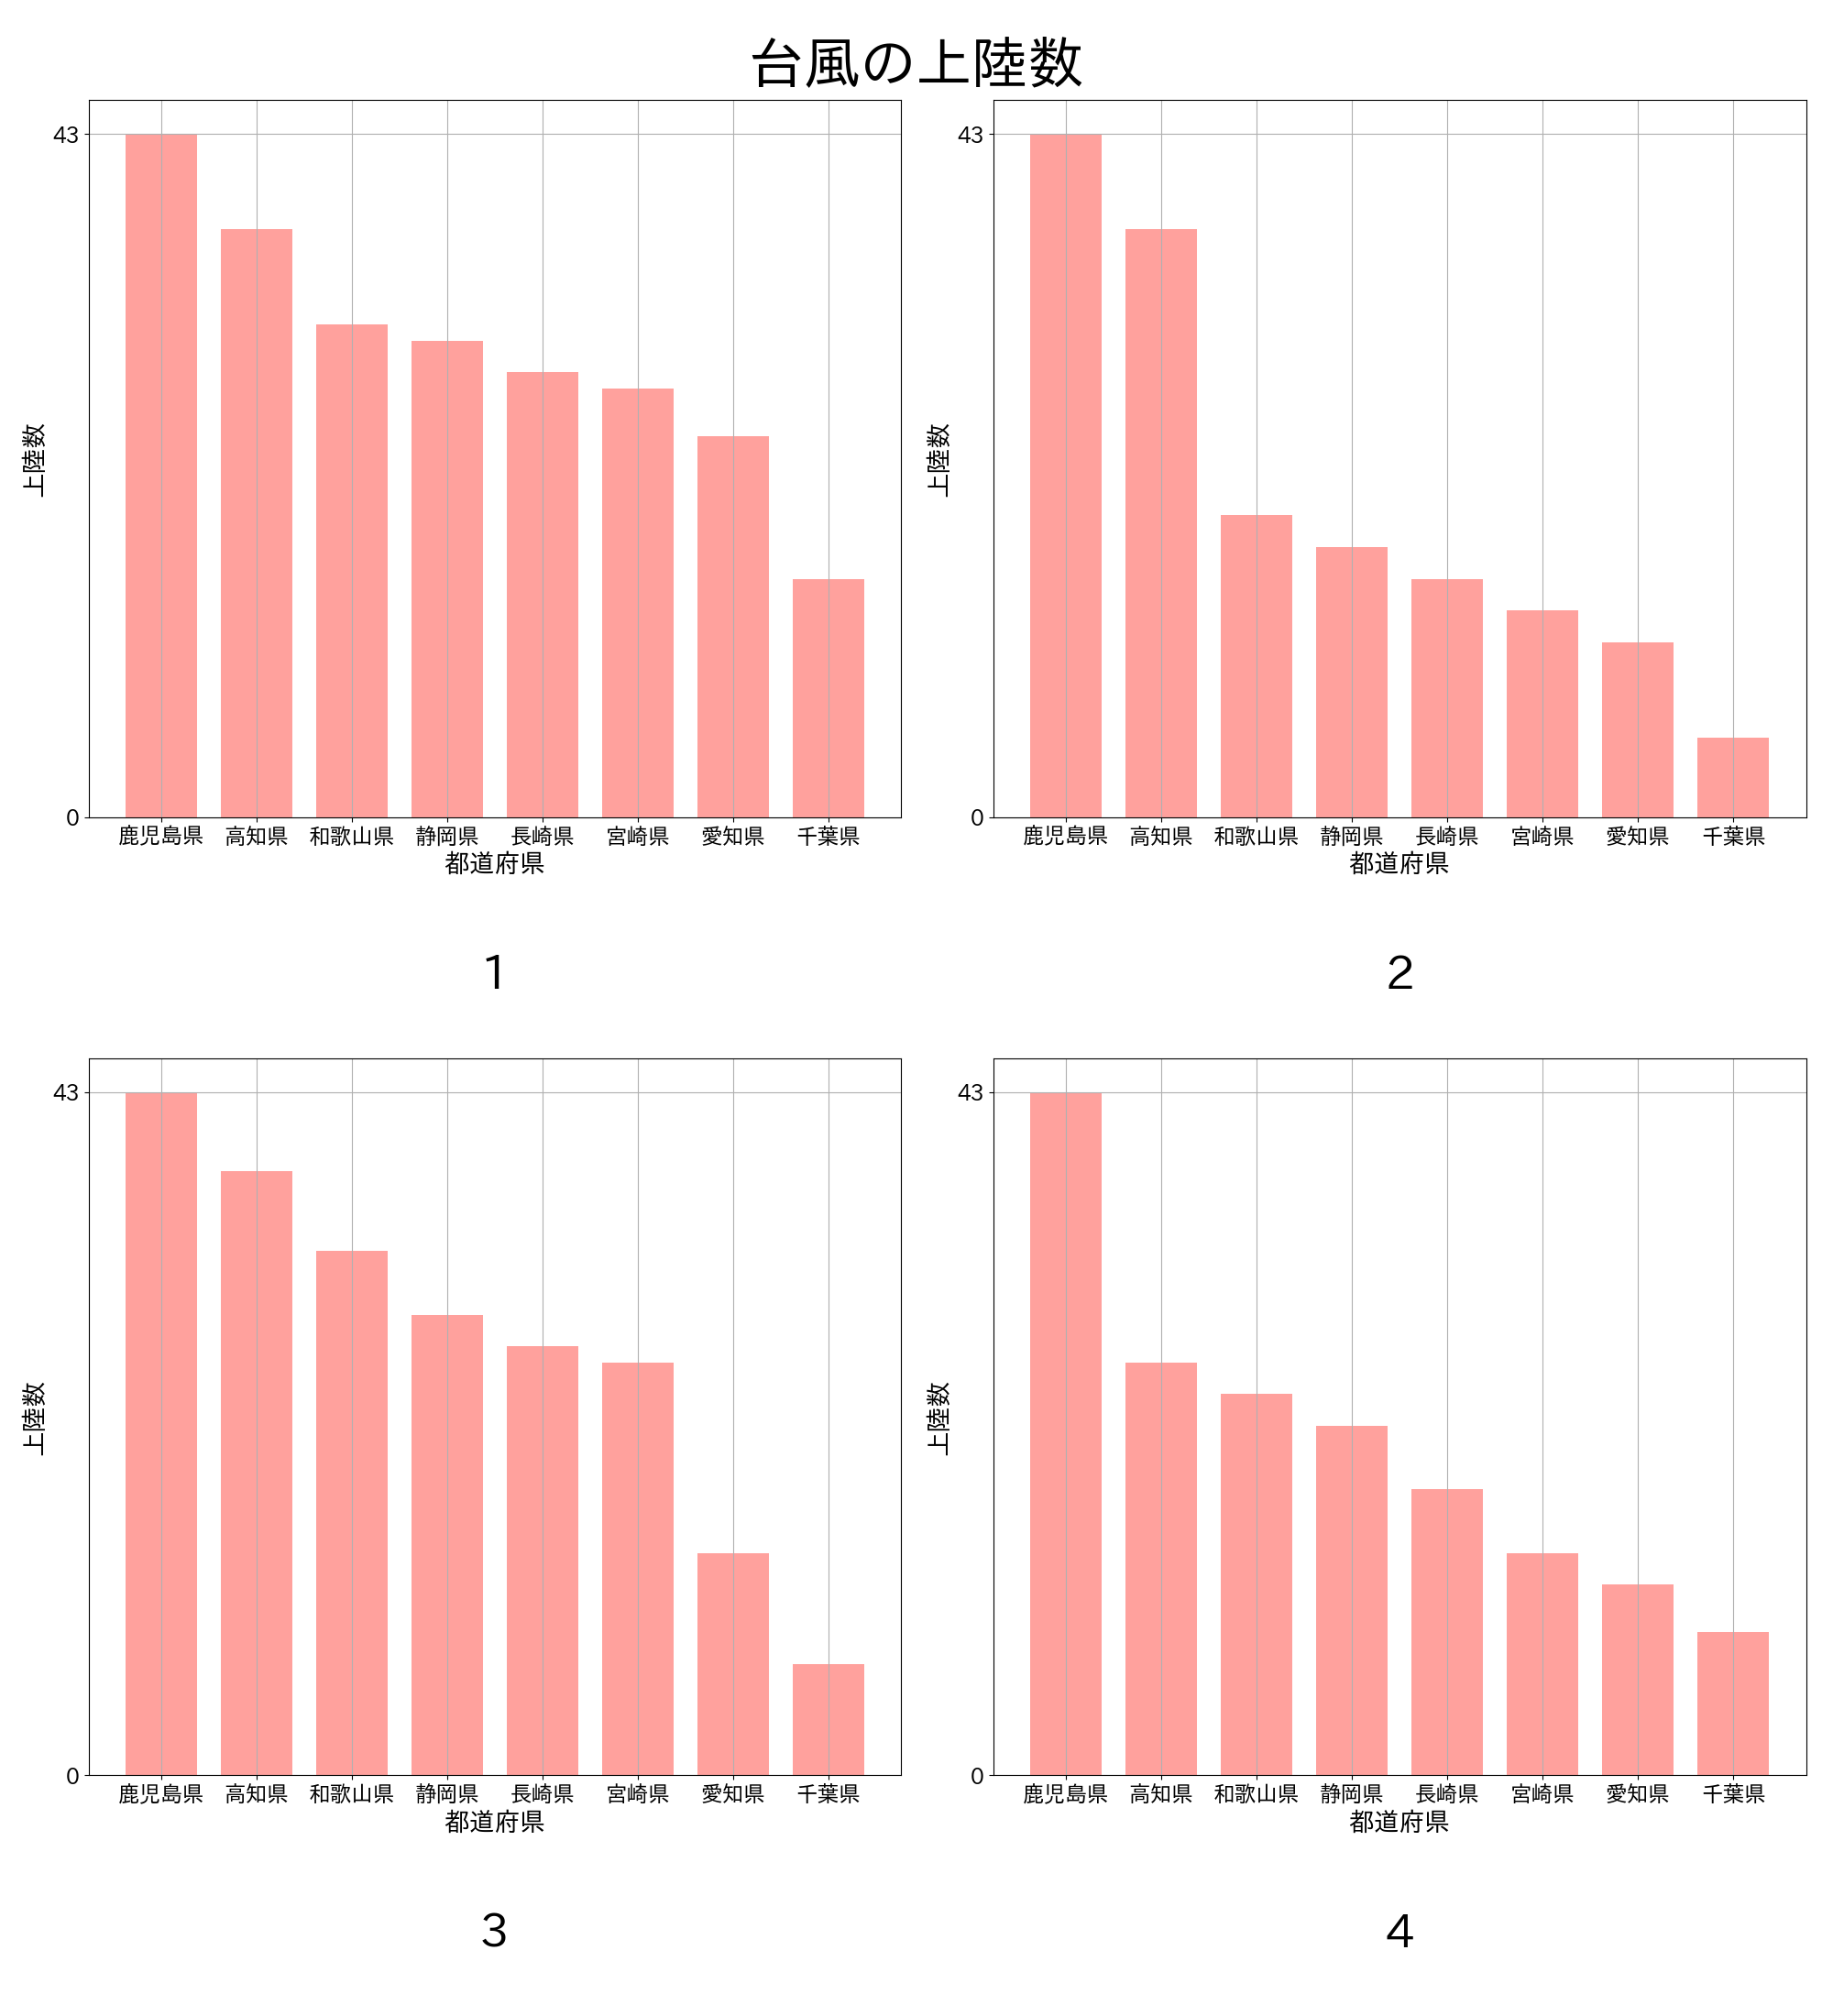 台風の上陸数
43
0
上陸数
鹿児島県 高知県 和歌山県 静岡県 長崎県 宮崎県 愛知県 千葉県
都道府県
1
43
0
上陸数
鹿児島県 高知県 和歌山県 静岡県 長崎県 宮崎県 愛知県 千葉県
都道府県
2
43
0
上陸数
鹿児島県 高知県 和歌山県 静岡県 長崎県 宮崎県 愛知県 千葉県
都道府県
3
43
0
上陸数
鹿児島県 高知県 和歌山県 静岡県 長崎県 宮崎県 愛知県 千葉県
都道府県
4